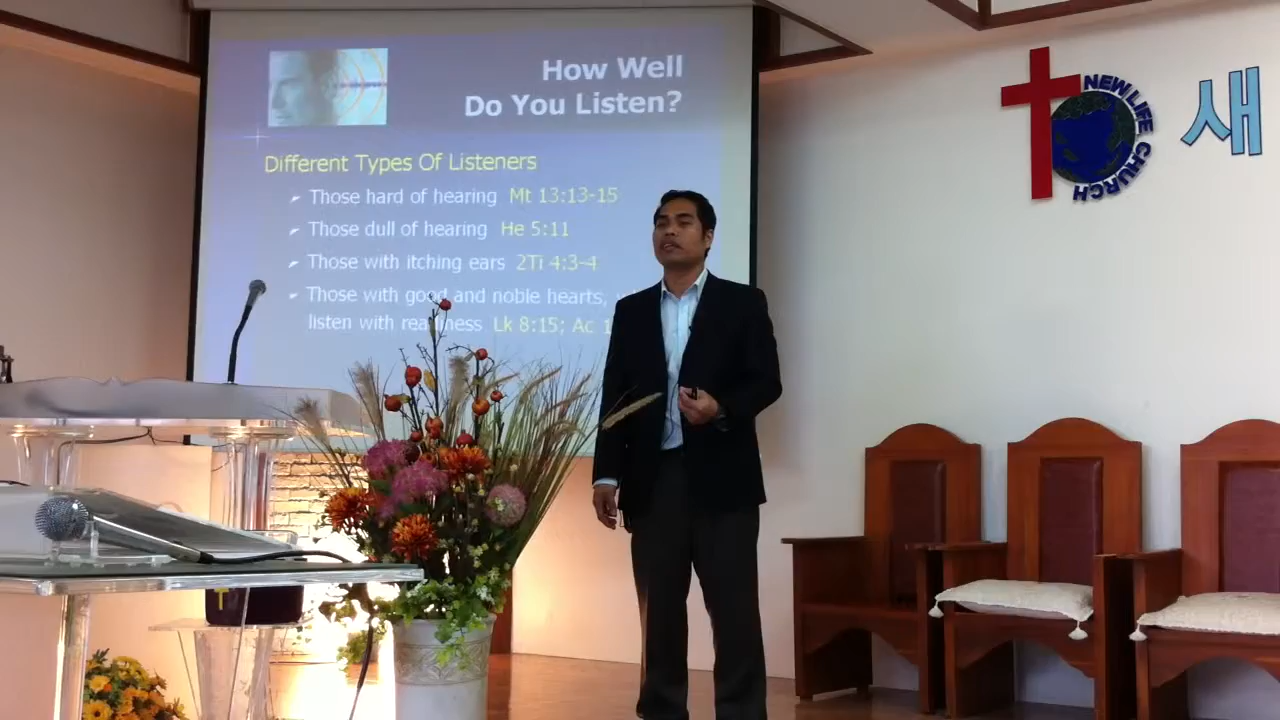 How Well
Do You Listen?
Different Types Of Listeners
Those hard of hearing Mt 13:13-15
Those dull of hearing He 5:11
Those with itching ears 2Ti 4:3-4
Those with good and noble hearts,
listen with readiness Lk 8:15; Ac 1
NEW LIFE CHURCH
새